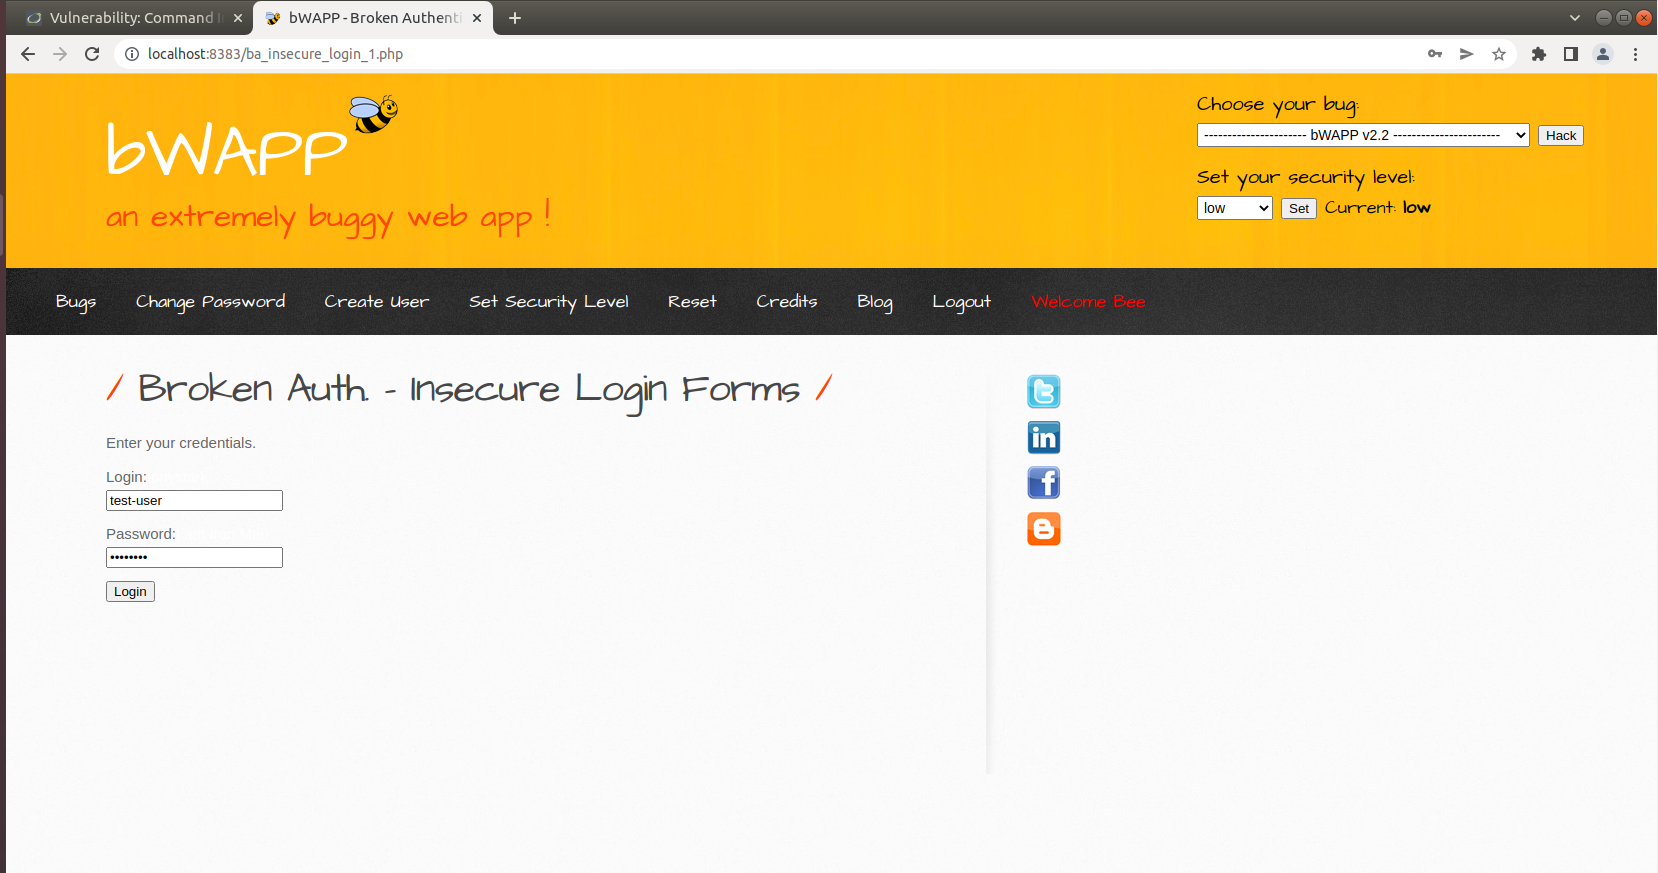 Vulnerability: Command I
bWAPP - Broken Authenti
localhost:8383/ba_insecure_login_1.php
bWAPP
an extremely buggy web app !
Choose your bug:
---------------------- bWAPP v2.2 -----------------------
Hack
Set your security level:
low
Set
Current: low
Bugs
Change Password
Create User
Set Security Level
Reset
Credits
Blog
Logout
Welcome Bee
/ Broken Auth. - Insecure Login Forms /
Enter your credentials.
Login:
test-user
Password:
••••••••
Login